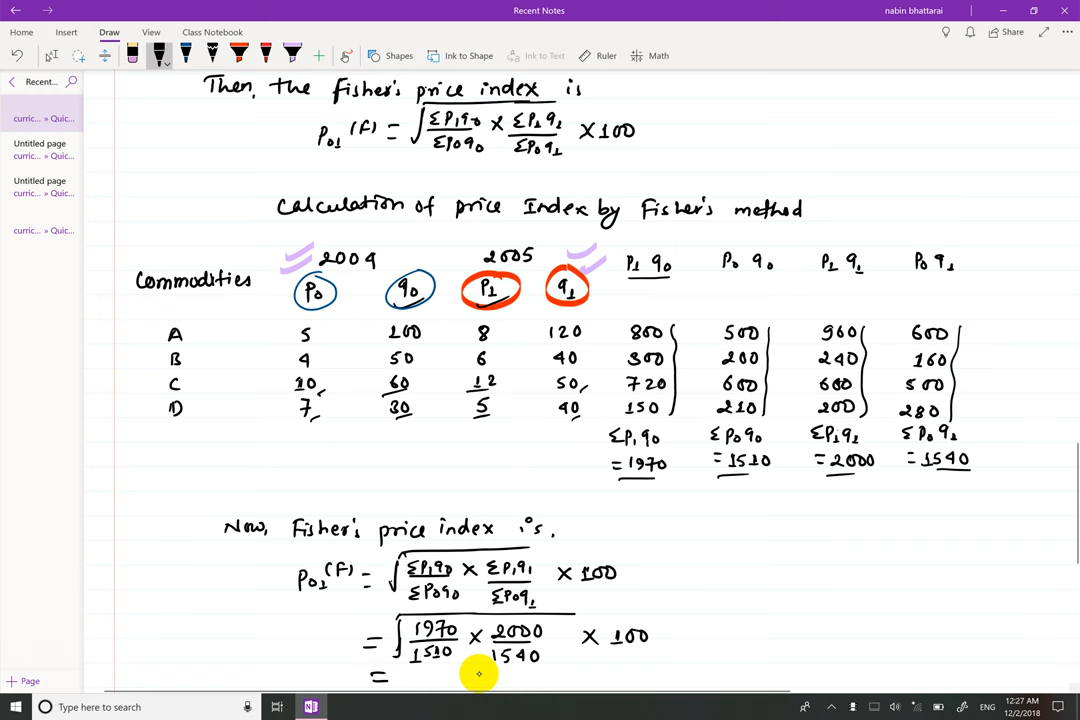 Recent Notes
nabin bhattarai
Home Insert Draw View Class Notebook
Share
Shapes Ink to Shape Ink to Text Ruler Math
Recent...
curric... » Quic...
Untitled page
curric... » Quic...
Untitled page
curric... » Quic...
curric... » Quic...
Then, the Fisher's price index is
P₀₁(F) = √(ΣP₁q₀/ΣP₀q₀ × ΣP₁q₁/ΣP₀q₁) × 100
Calculation of price Index by Fisher's method
Commodities 2004 2005 P₁q₀ P₀q₀ P₁q₁ P₀q₁
P₀ q₀ P₁ q₁
A 5 100 8 120 800 500 960 600
B 4 50 6 40 300 200 240 160
C 10 60 12 50 720 600 600 500
D 7 30 5 40 150 210 200 280
ΣP₁q₀ ΣP₀q₀ ΣP₁q₁ ΣP₀q₁
=1970 =1510 =2000 =1540
Now, Fisher's price index is.
P₀₁(F) = √(ΣP₁q₀/ΣP₀q₀ × ΣP₁q₁/ΣP₀q₁) × 100
= √(1970/1510 × 2000/1540) × 100
=
+ Page
Type here to search
ENG
12:27 AM
12/2/2018